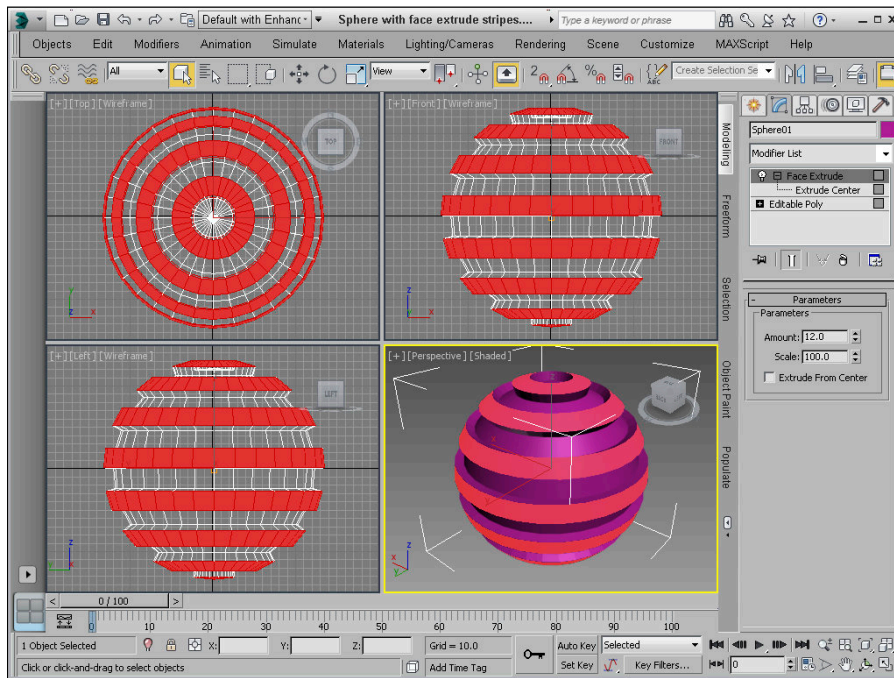 Default with Enhanc
Sphere with face extrude stripes....
Type a keyword or phrase
Objects Edit Modifiers Animation Simulate Materials Lighting/Cameras Rendering Scene Customize MAXScript Help
All
View
2
%
ABC
Create Selection Se
[+][Top][Wireframe]
TOP
[+][Front][Wireframe]
FRONT
Modeling
Freeform
Selection
Object Paint
Populate
Sphere01
Modifier List
Face Extrude
Extrude Center
Editable Poly
- Parameters
Parameters
Amount: 12.0
Scale: 100.0
Extrude From Center
y
z x
z
x
[+][Left][Wireframe]
LEFT
[+][Perspective][Shaded]
z
y
z
x
y
< 0 / 100 >
0 10 20 30 40 50 60 70 80 90 100
1 Object Selected X: Y: Z: Grid = 10.0 Auto Key Selected
Click or click-and-drag to select objects Add Time Tag Set Key Key Filters... 0